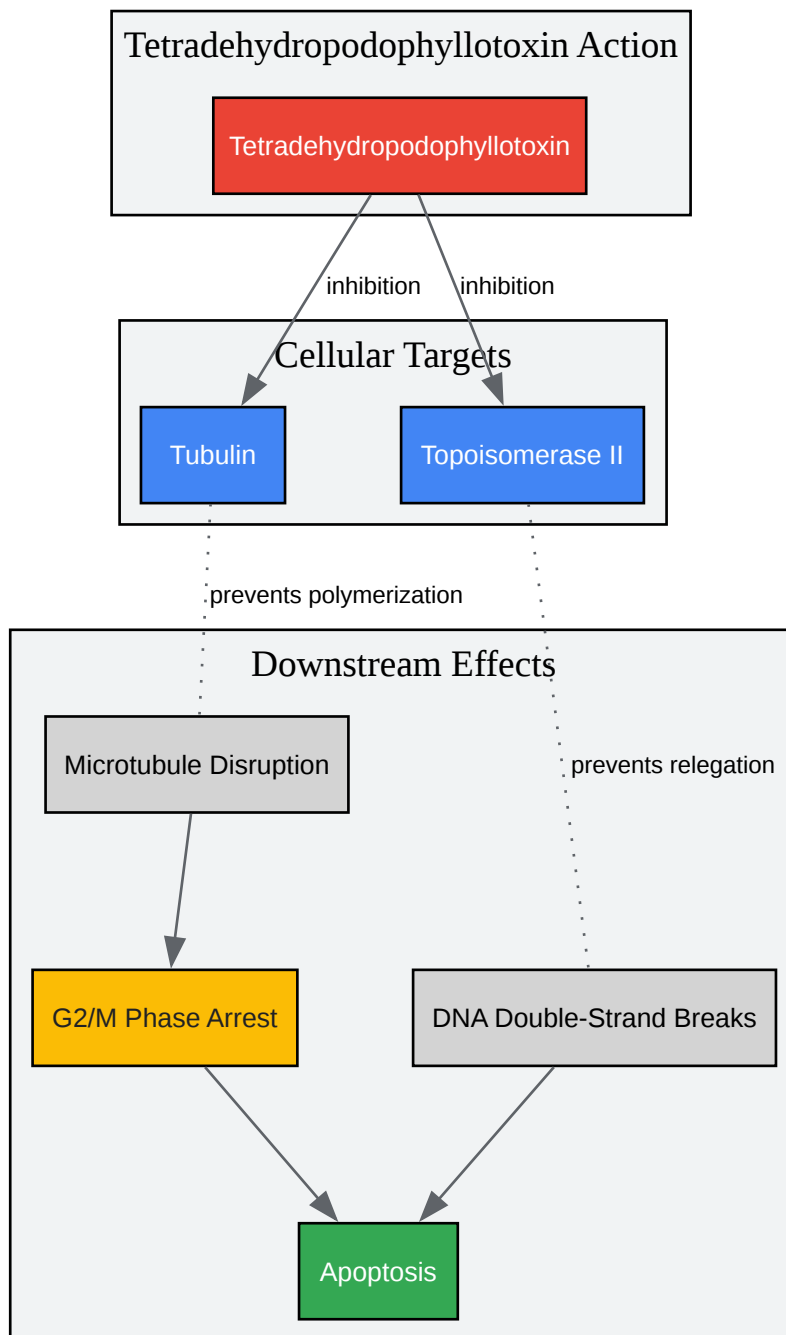 Tetradehydropodophyllotoxin Action
Tetradehydropodophyllotoxin
inhibition
inhibition
Cellular Targets
Tubulin
Topoisomerase II
prevents polymerization
Downstream Effects
Microtubule Disruption
prevents relegation
G2/M Phase Arrest
DNA Double-Strand Breaks
Apoptosis